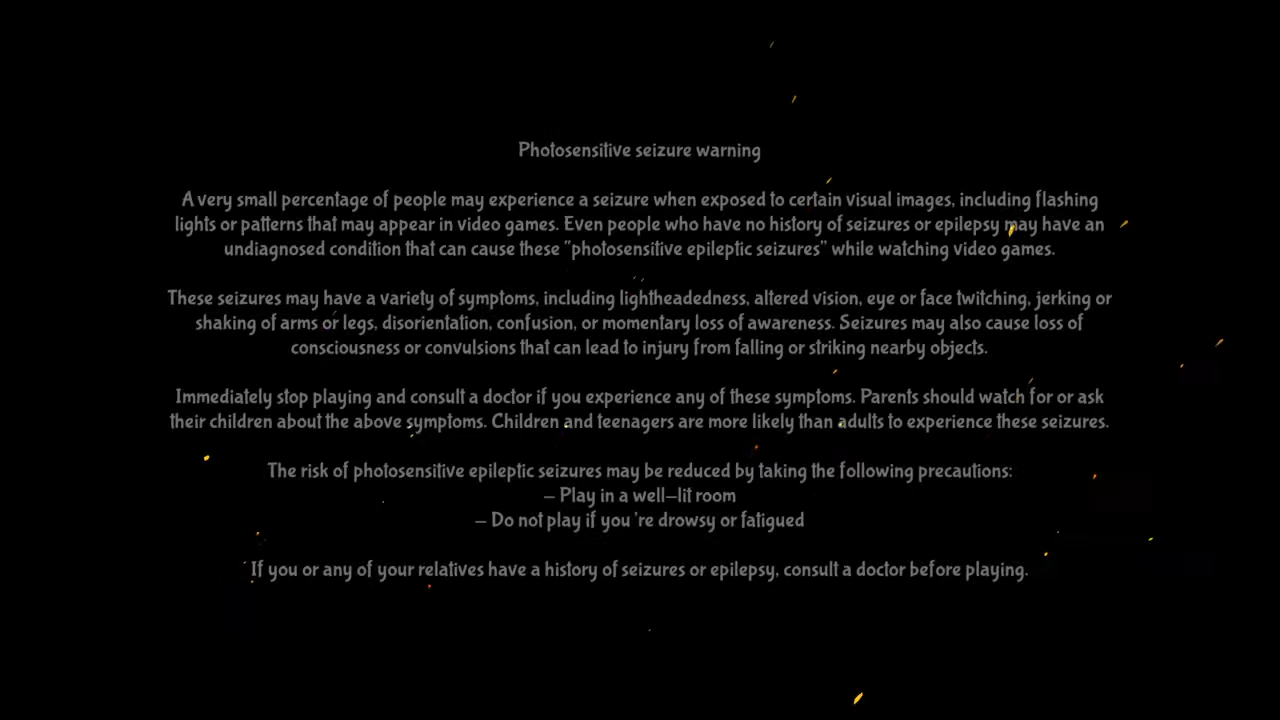 Photosensitive seizure warning
A very small percentage of people may experience a seizure when exposed to certain visual images, including flashing
lights or patterns that may appear in video games. Even people who have no history of seizures or epilepsy may have an
undiagnosed condition that can cause these "photosensitive epileptic seizures" while watching video games.
These seizures may have a variety of symptoms, including lightheadedness, altered vision, eye or face twitching, jerking or
shaking of arms or legs, disorientation, confusion, or momentary loss of awareness. Seizures may also cause loss of
consciousness or convulsions that can lead to injury from falling or striking nearby objects.
Immediately stop playing and consult a doctor if you experience any of these symptoms. Parents should watch for or ask
their children about the above symptoms. Children and teenagers are more likely than adults to experience these seizures.
The risk of photosensitive epileptic seizures may be reduced by taking the following precautions:
– Play in a well–lit room
– Do not play if you 're drowsy or fatigued
If you or any of your relatives have a history of seizures or epilepsy, consult a doctor before playing.